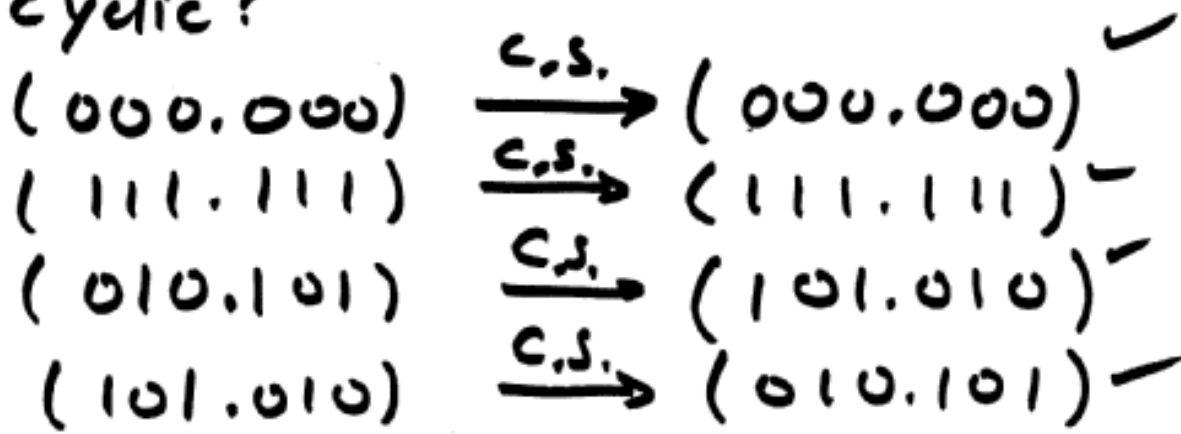 cyclic?
(000.000) C.S. → (000.000) ✓
(111.111) C.S. → (111.111) ✓
(010.101) C.S. → (101.010) ✓
(101.010) C.S. → (010.101) ✓